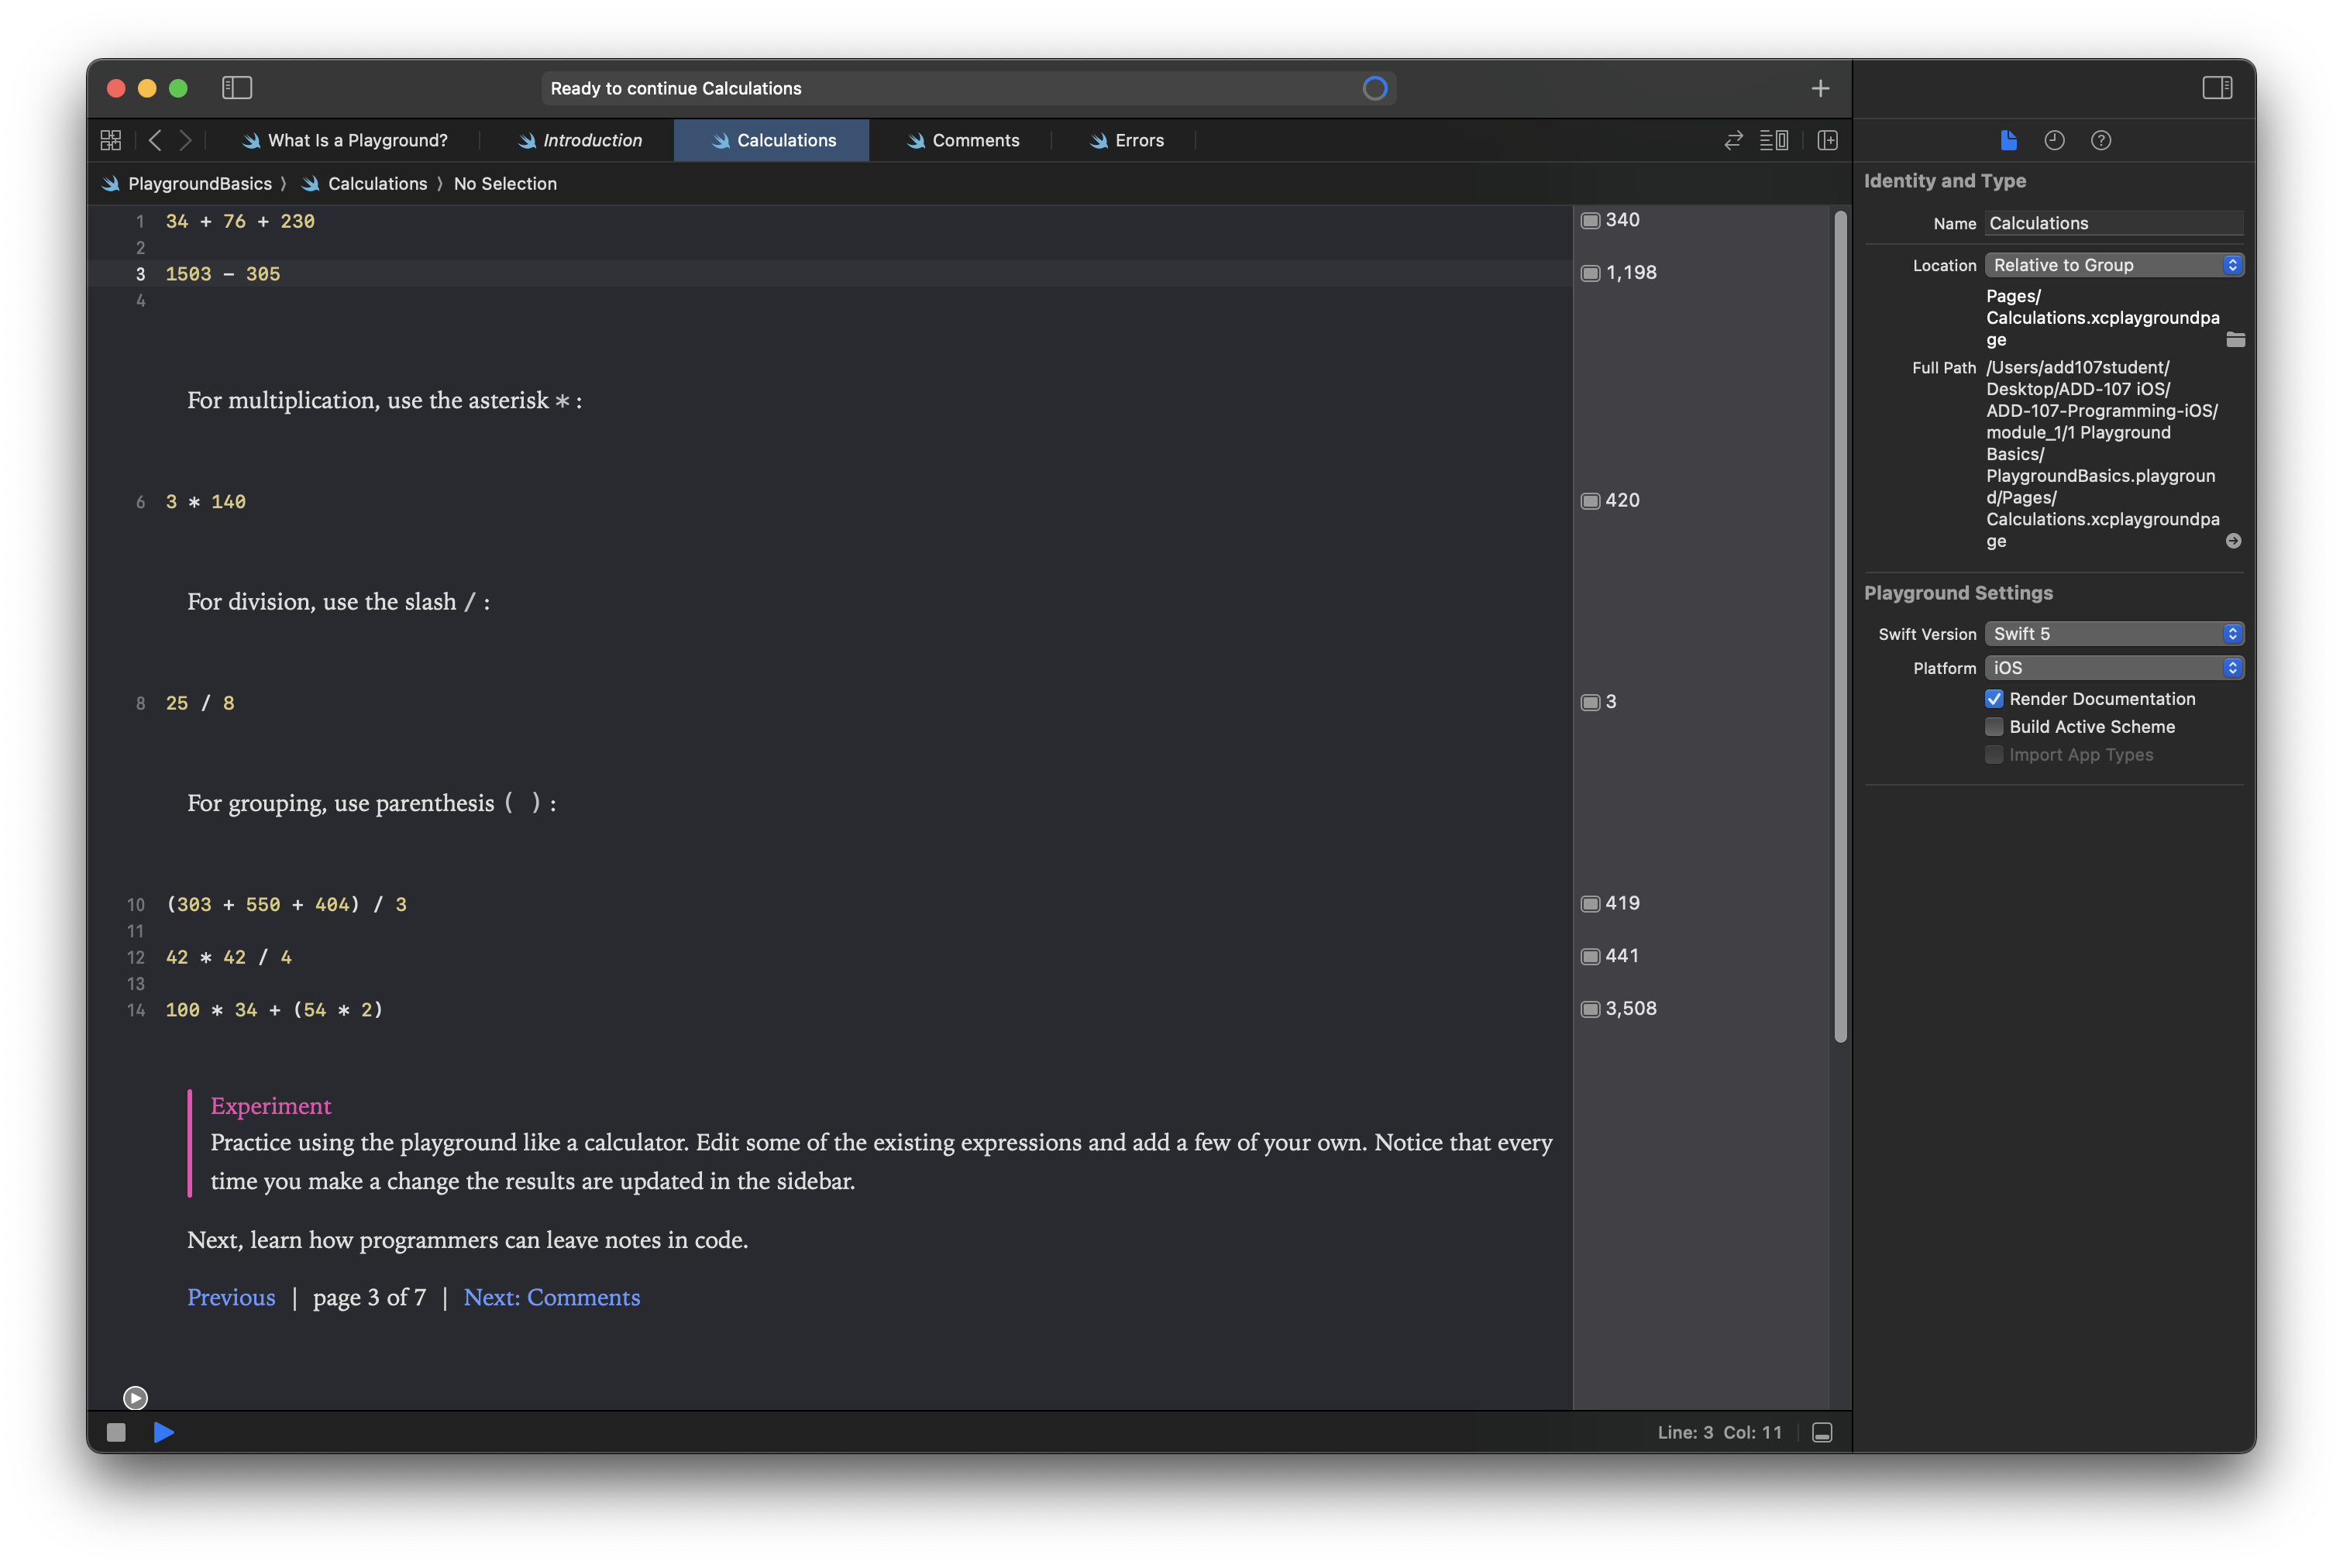 Ready to continue Calculations
What Is a Playground?
Introduction
Calculations
Comments
Errors
PlaygroundBasics 〉 Calculations 〉 No Selection
1 34 + 76 + 230
340
2
3 1503 - 305
1,198
4
For multiplication, use the asterisk * :
6 3 * 140
420
For division, use the slash / :
8 25 / 8
3
For grouping, use parenthesis ( ) :
10 (303 + 550 + 404) / 3
419
11
12 42 * 42 / 4
441
13
14 100 * 34 + (54 * 2)
3,508
Experiment
Practice using the playground like a calculator. Edit some of the existing expressions and add a few of your own. Notice that every
time you make a change the results are updated in the sidebar.
Next, learn how programmers can leave notes in code.
Previous | page 3 of 7 | Next: Comments
Line: 3 Col: 11
Identity and Type
Name Calculations
Location Relative to Group
Pages/
Calculations.xcplaygroundpa
ge
Full Path /Users/add107student/
Desktop/ADD-107 iOS/
ADD-107-Programming-iOS/
module_1/1 Playground
Basics/
PlaygroundBasics.playgroun
d/Pages/
Calculations.xcplaygroundpa
ge
Playground Settings
Swift Version Swift 5
Platform iOS
Render Documentation
Build Active Scheme
Import App Types